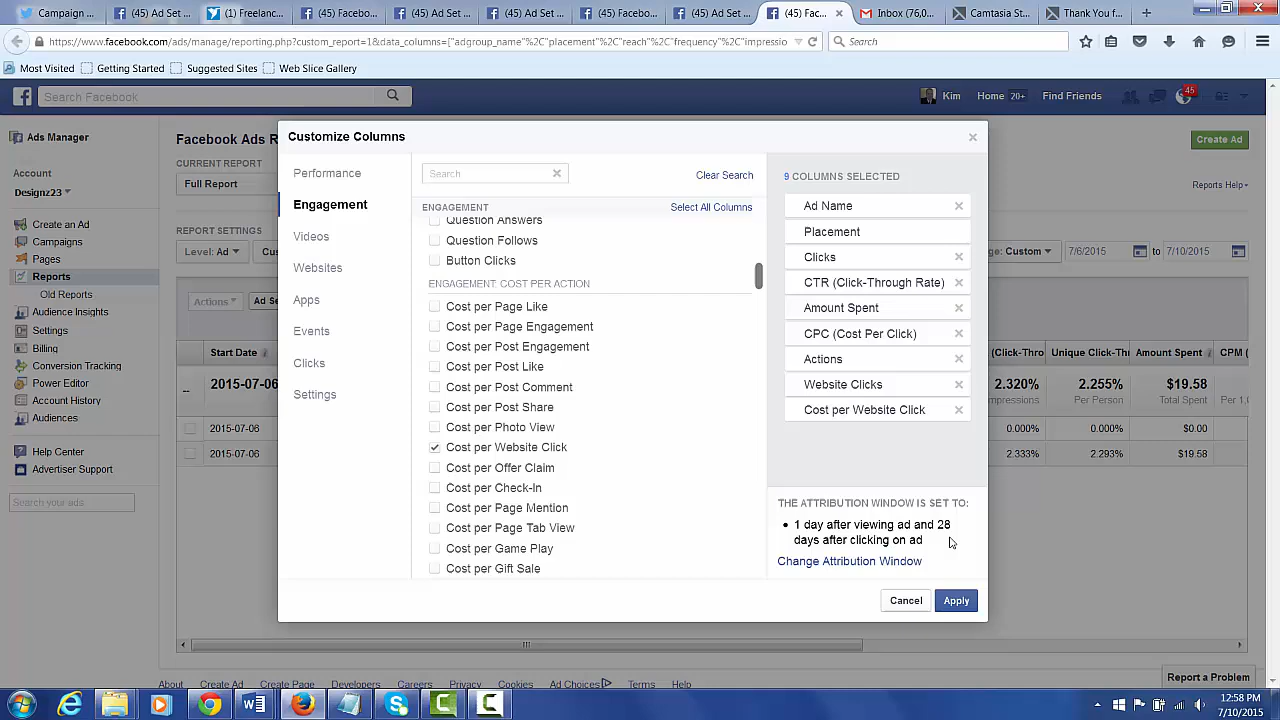 Campaign ...
(45) Ad Set ...
(1) Freelanc...
(45) Facebo...
(45) Ad Set ...
(45) Ad Set ...
(45) Facebo...
(45) Ad Set ...
(45) Fac...
Inbox (76,0...
Camtasia St...
Thank You f...
https://www.facebook.com/ads/manage/reporting.php?custom_report=1&data_columns=["adgroup_name"%2C"placement"%2C"reach"%2C"frequency"%2C"impressio
Search
Most Visited
Getting Started
Suggested Sites
Web Slice Gallery
Search Facebook
Kim
Home 20+
Find Friends
45
Ads Manager
Account
Designz23
Create an Ad
Campaigns
Pages
Reports
Old Reports
Audience Insights
Settings
Billing
Conversion Tracking
Power Editor
Account History
Audiences
Help Center
Advertiser Support
Search your ads
Facebook Ads R
CURRENT REPORT
Full Report
REPORT SETTINGS
Level: Ad
Cus
Actions
Ad Se
Start Date
-- 2015-07-06
2015-07-06
2015-07-06
Customize Columns
Performance
Engagement
Videos
Websites
Apps
Events
Clicks
Settings
Search
Clear Search
ENGAGEMENT
Select All Columns
Question Answers
Question Follows
Button Clicks
ENGAGEMENT: COST PER ACTION
Cost per Page Like
Cost per Page Engagement
Cost per Post Engagement
Cost per Post Like
Cost per Post Comment
Cost per Post Share
Cost per Photo View
Cost per Website Click
Cost per Offer Claim
Cost per Check-In
Cost per Page Mention
Cost per Page Tab View
Cost per Game Play
Cost per Gift Sale
9 COLUMNS SELECTED
Ad Name
Placement
Clicks
CTR (Click-Through Rate)
Amount Spent
CPC (Cost Per Click)
Actions
Website Clicks
Cost per Website Click
THE ATTRIBUTION WINDOW IS SET TO:
1 day after viewing ad and 28
days after clicking on ad
Change Attribution Window
Cancel
Apply
Create Ad
Reports Help
ge: Custom
7/6/2015
to
7/10/2015
(Click-Thro
Unique Click-Thr
Amount Spent
CPM (
2.320%
2.255%
$19.58
npressions
Per Person
Total Spent
Per 1,0
0.000%
0.000%
$0.00
2.333%
2.293%
$19.58
Report a Problem
About
Create Ad
Create Page
Developers
Careers
Privacy
Cookies
Ad Choices
Terms
Help
12:58 PM
7/10/2015